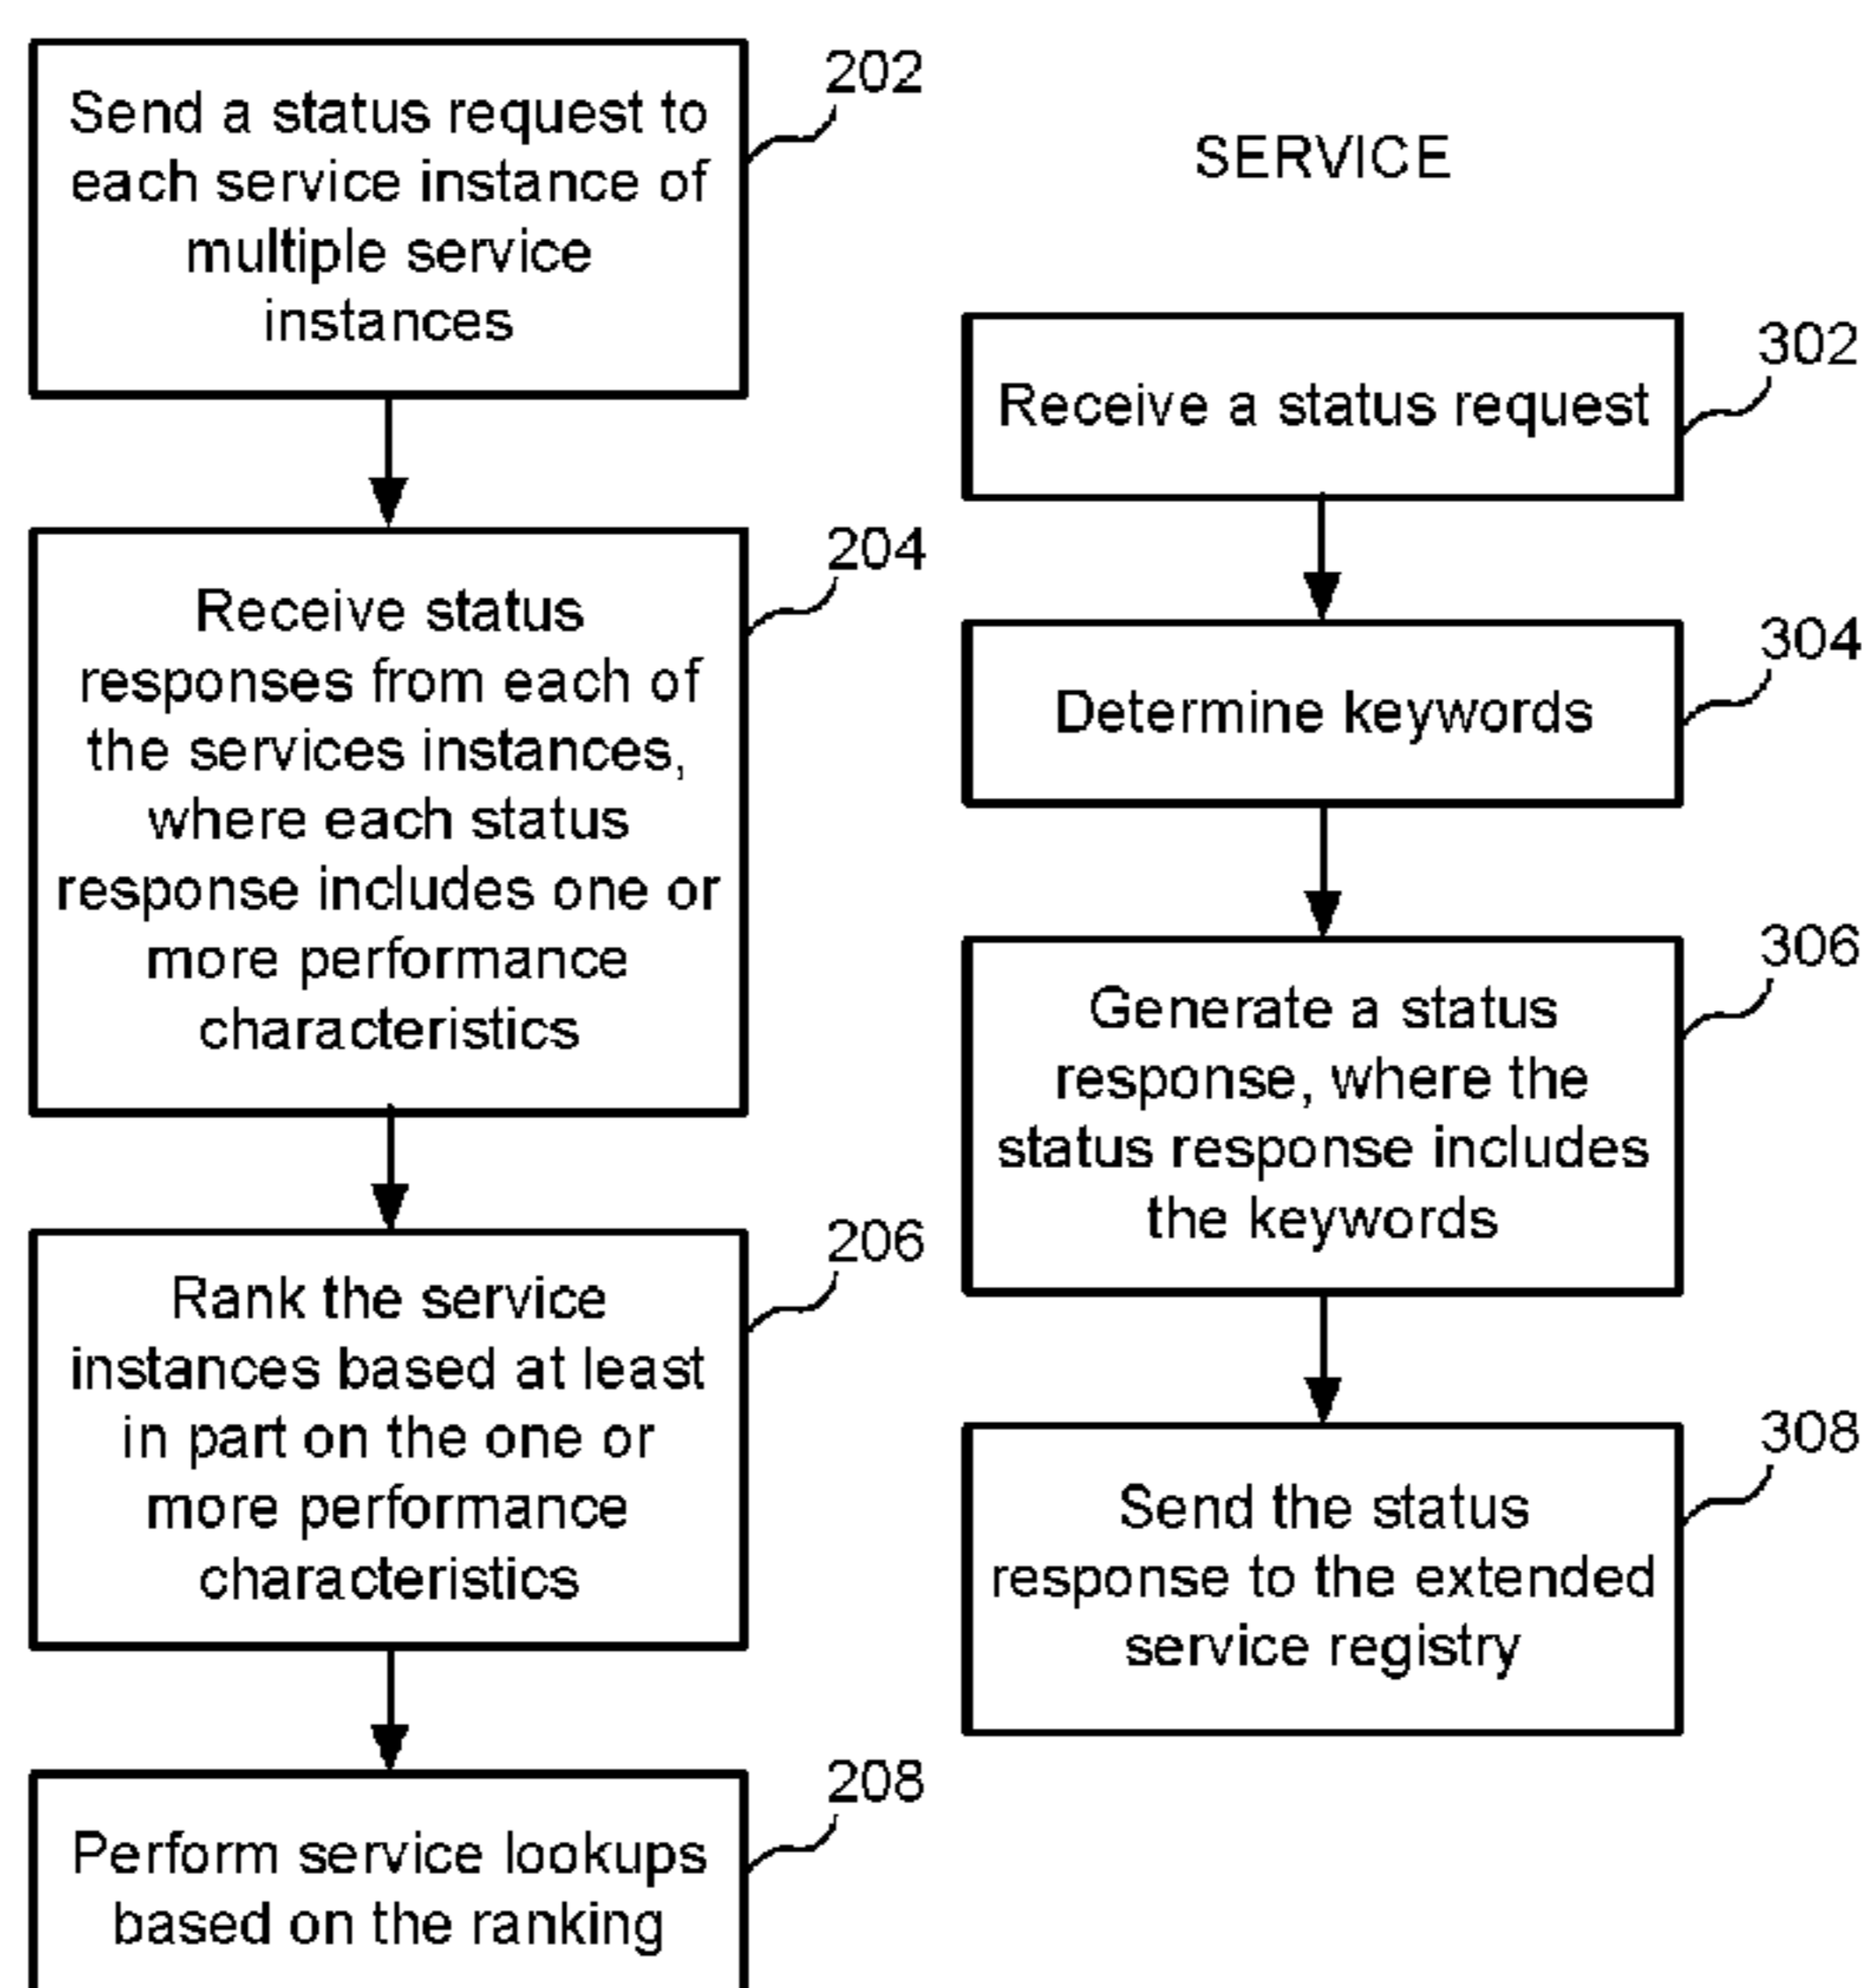 202
Send a status request to
each service instance of
multiple service
instances
204
Receive status
responses from each of
the services instances,
where each status
response includes one or
more performance
characteristics
206
Rank the service
instances based at least
in part on the one or
more performance
characteristics
208
Perform service lookups
based on the ranking
SERVICE
302
Receive a status request
304
Determine keywords
306
Generate a status
response, where the
status response includes
the keywords
308
Send the status
response to the extended
service registry